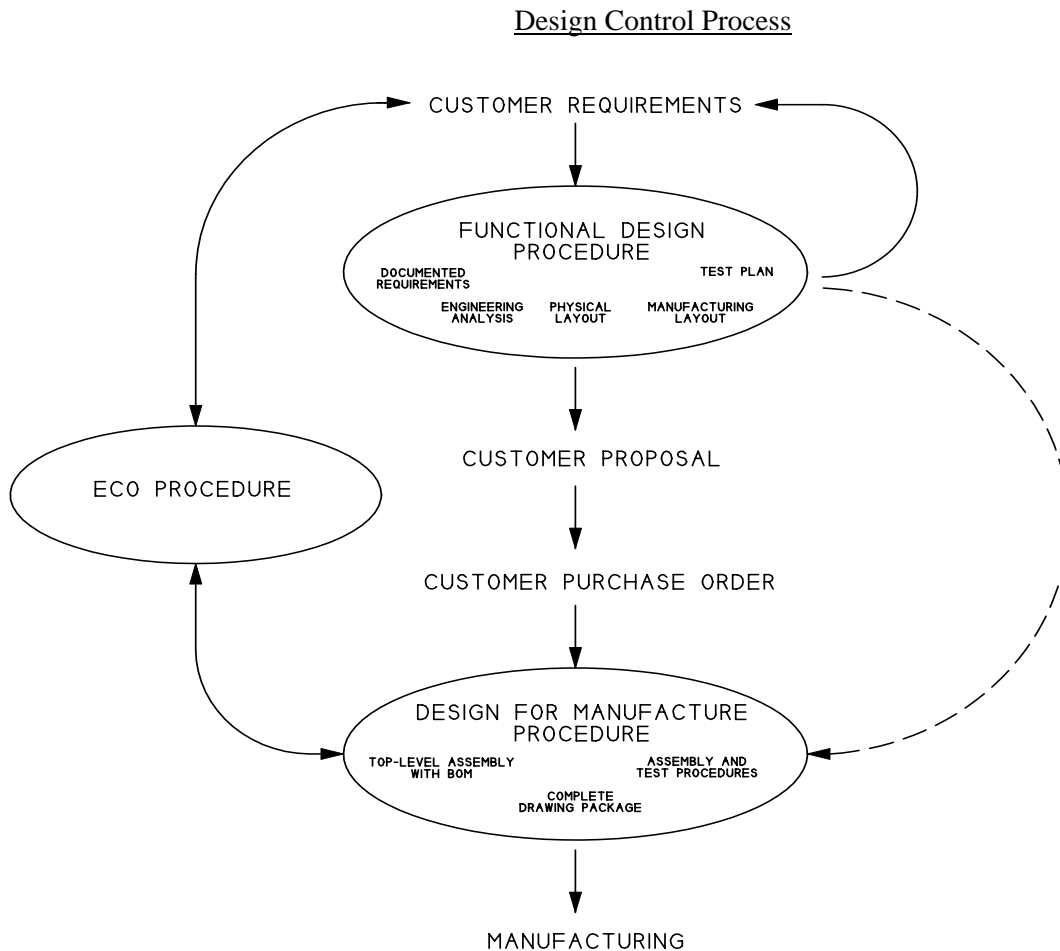 Design Control Process
CUSTOMER REQUIREMENTS
FUNCTIONAL DESIGN
PROCEDURE
DOCUMENTED
REQUIREMENTS
TEST PLAN
ENGINEERING
ANALYSIS
PHYSICAL
LAYOUT
MANUFACTURING
LAYOUT
CUSTOMER PROPOSAL
ECO PROCEDURE
CUSTOMER PURCHASE ORDER
DESIGN FOR MANUFACTURE
PROCEDURE
TOP-LEVEL ASSEMBLY
WITH BOM
ASSEMBLY AND
TEST PROCEDURES
COMPLETE
DRAWING PACKAGE
MANUFACTURING